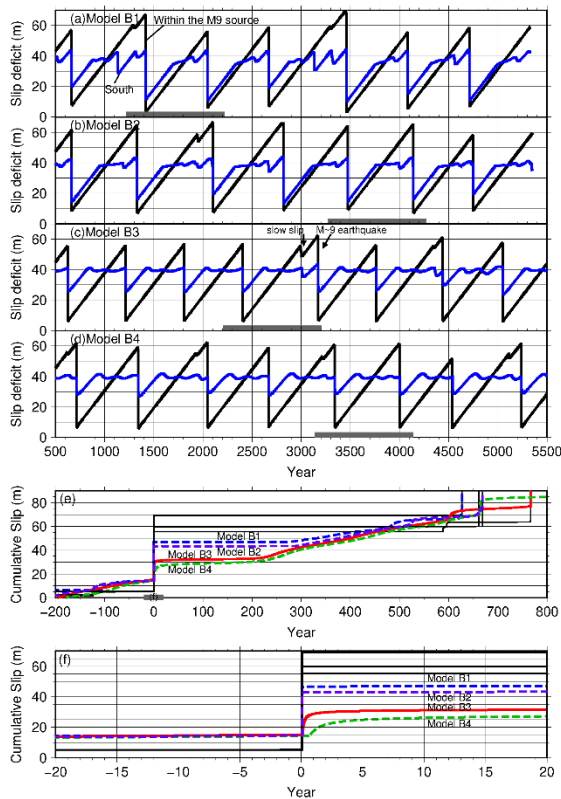 (a)Model B1
Within the M9 source
South
Slip deficit (m)
0 20 40 60
(b)Model B2
Slip deficit (m)
0 20 40 60
(c)Model B3
slow slip
M~9 earthquake
Slip deficit (m)
0 20 40 60
(d)Model B4
Slip deficit (m)
0 20 40 60
500 1000 1500 2000 2500 3000 3500 4000 4500 5000 5500
Year
(e)
Model B1
Model B3
Model B2
Model B4
Cumulative Slip (m)
0 20 40 60 80
−200 −100 0 100 200 300 400 500 600 700 800
Year
(f)
Model B1
Model B2
Model B3
Model B4
Cumulative Slip (m)
0 20 40 60
−20 −15 −10 −5 0 5 10 15 20
Year